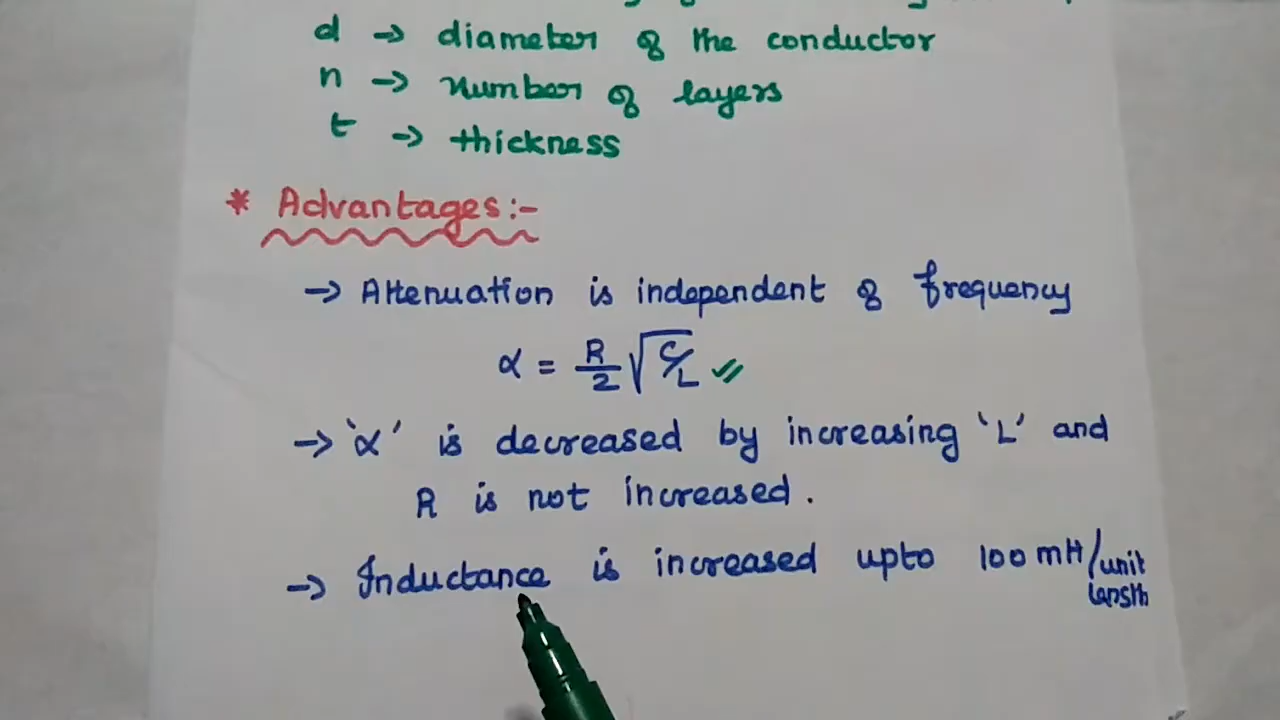 d → diameter of the conductor
n → Number of layers
t → thickness
* Advantages:-
→ Attenuation is independent of frequency
α = R/2 √C/L
→ 'α' is decreased by increasing 'L' and
R is not increased.
→ Inductance is increased upto 100 mH/unit
length